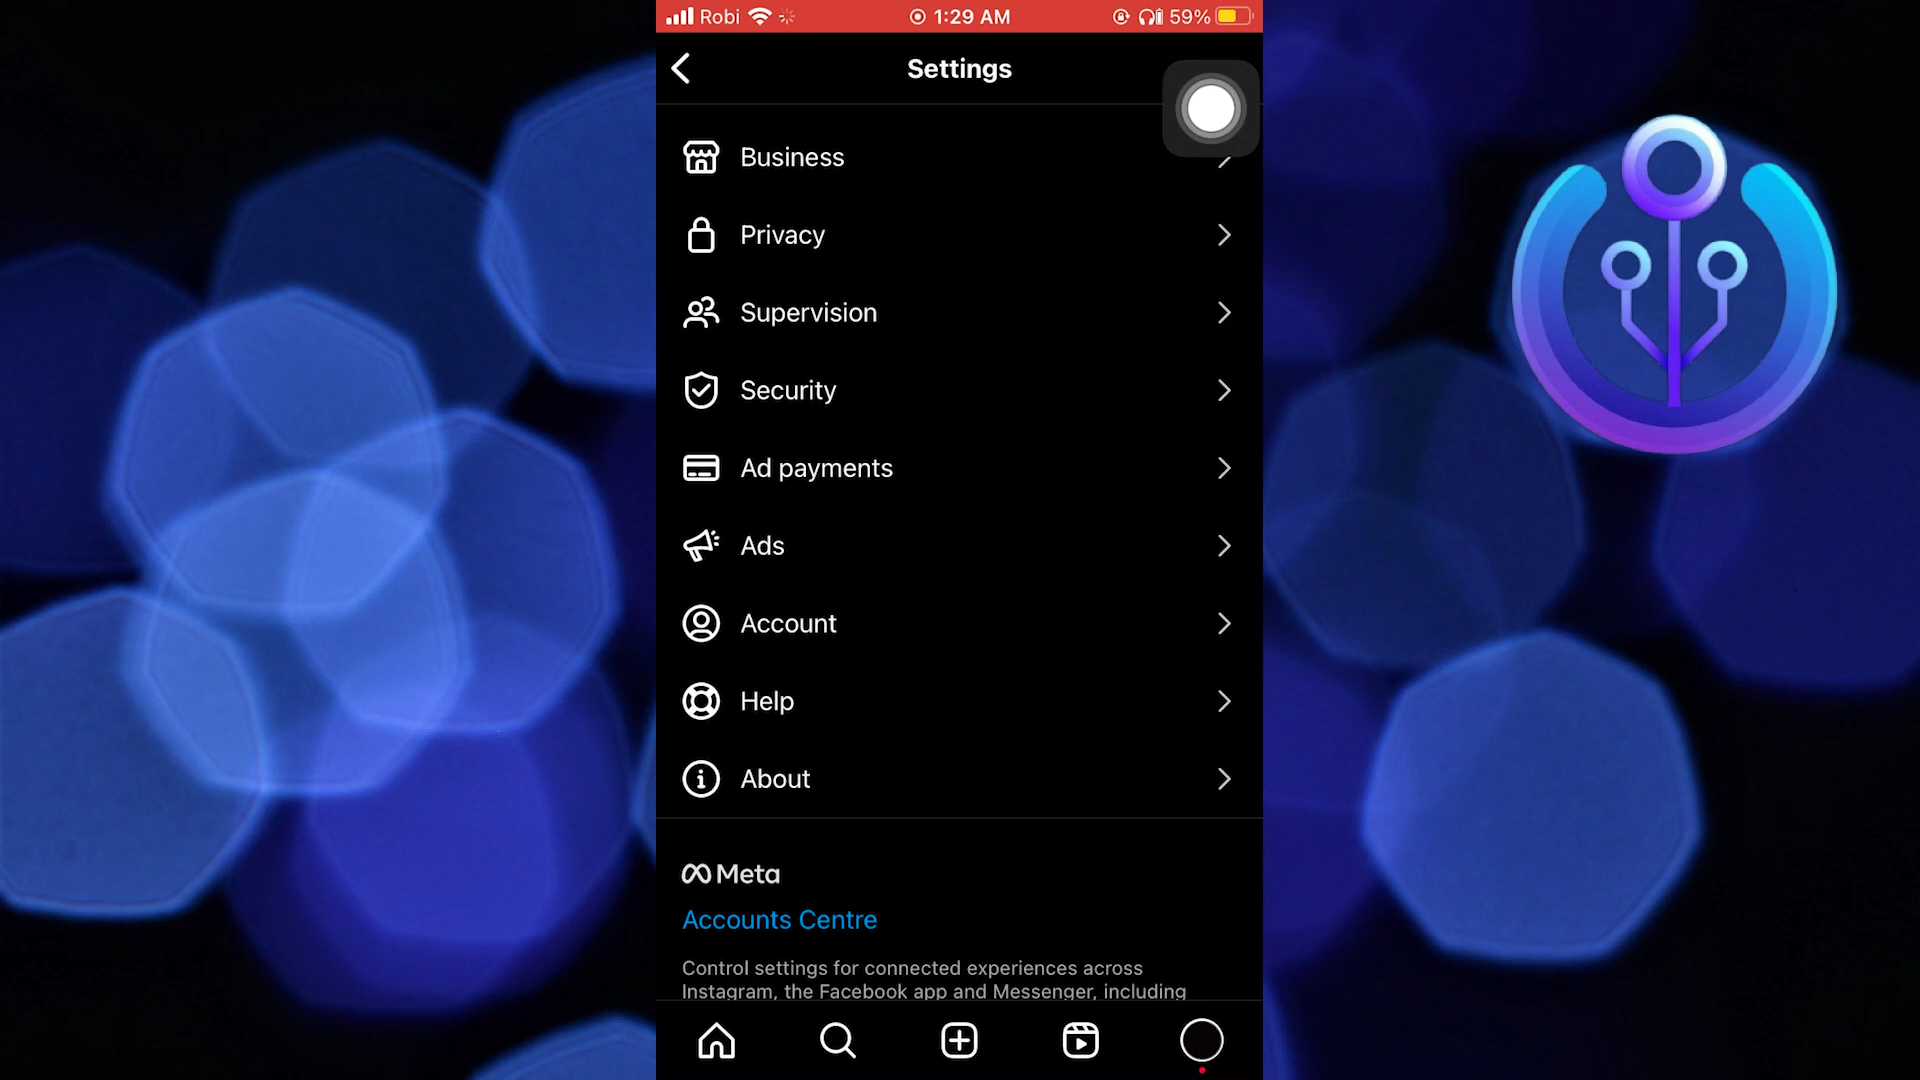 Robi 1:29 AM 59%
Settings
Business
Privacy
Supervision
Security
Ad payments
Ads
Account
Help
About
Meta
Accounts Centre
Control settings for connected experiences across
Instagram, the Facebook app and Messenger, including